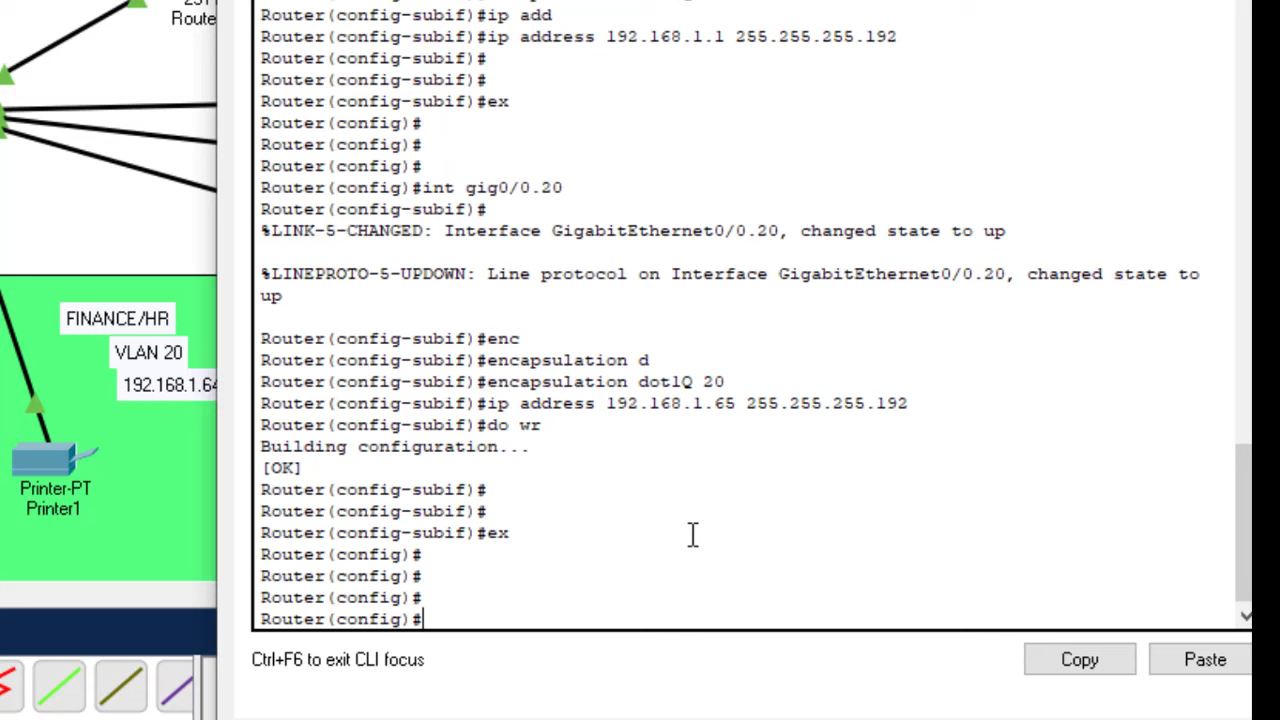 Route
Router(config-subif)#ip add
Router(config-subif)#ip address 192.168.1.1 255.255.255.192
Router(config-subif)#
Router(config-subif)#
Router(config-subif)#ex
Router(config)#
Router(config)#
Router(config)#
Router(config)#int gig0/0.20
Router(config-subif)#
%LINK-5-CHANGED: Interface GigabitEthernet0/0.20, changed state to up
%LINEPROTO-5-UPDOWN: Line protocol on Interface GigabitEthernet0/0.20, changed state to
up
Router(config-subif)#enc
Router(config-subif)#encapsulation d
Router(config-subif)#encapsulation dot1Q 20
Router(config-subif)#ip address 192.168.1.65 255.255.255.192
Router(config-subif)#do wr
Building configuration...
[OK]
Router(config-subif)#
Router(config-subif)#
Router(config-subif)#ex
Router(config)#
Router(config)#
Router(config)#
Router(config)#
FINANCE/HR
VLAN 20
192.168.1.64
Printer-PT
Printer1
Ctrl+F6 to exit CLI focus
Copy
Paste